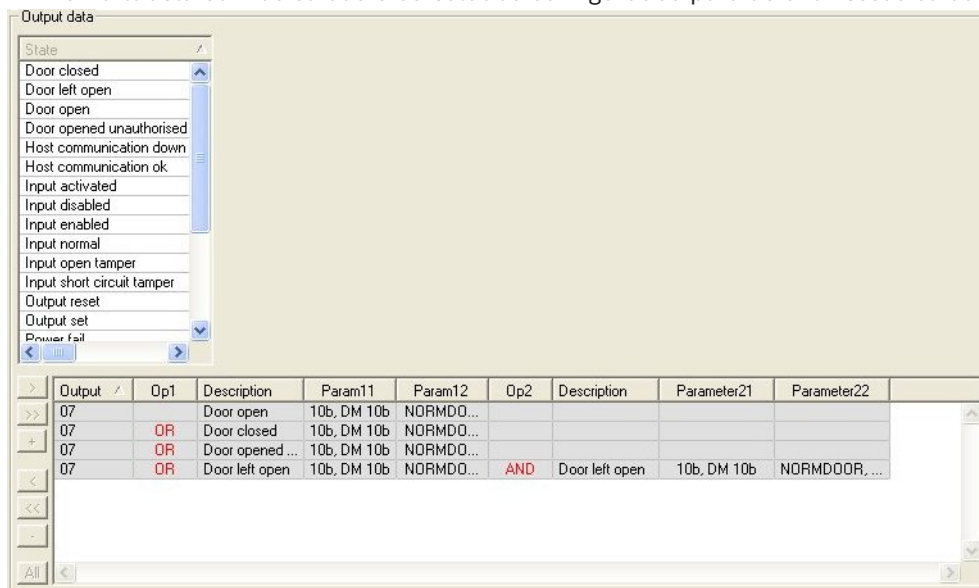 Output data
State
Door closed
Door left open
Door open
Door opened unauthorised
Host communication down
Host communication ok
Input activated
Input disabled
Input enabled
Input normal
Input open tamper
Input short circuit tamper
Output reset
Output set
Power fail
> Output Op1 Description Param11 Param12 Op2 Description Parameter21 Parameter22
>> 07 Door open 10b, DM 10b NORMDO...
+ 07 OR Door closed 10b, DM 10b NORMDO...
07 OR Door opened ... 10b, DM 10b NORMDO...
< 07 OR Door left open 10b, DM 10b NORMDO... AND Door left open 10b, DM 10b NORMDOOR, ...
<<
-
All